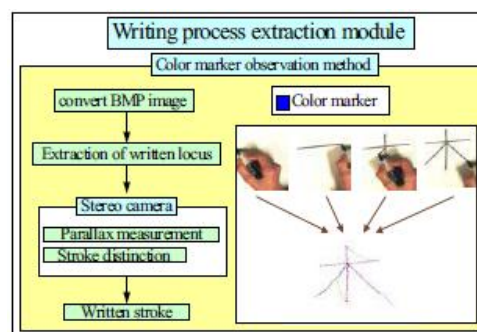 Writing process extraction module
Color marker observation method
convert BMP image
Color marker
Extraction of written locus
Stereo camera
Parallax measurement
Stroke distinction
Written stroke